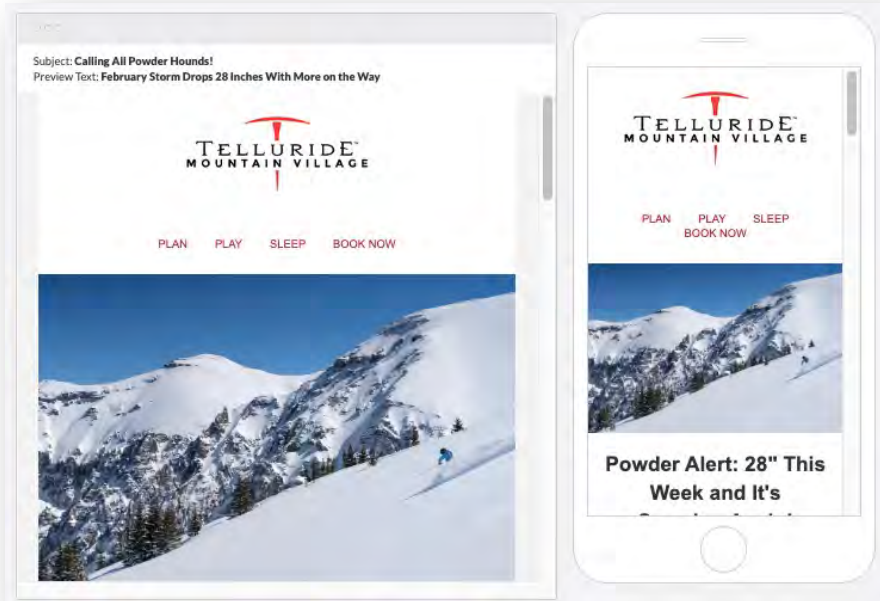 Subject: Calling All Powder Hounds!
Preview Text: February Storm Drops 28 Inches With More on the Way
TELLURIDE™
MOUNTAIN VILLAGE
PLAN PLAY SLEEP BOOK NOW
TELLURIDE™
MOUNTAIN VILLAGE
PLAN PLAY SLEEP
BOOK NOW
Powder Alert: 28" This
Week and It's